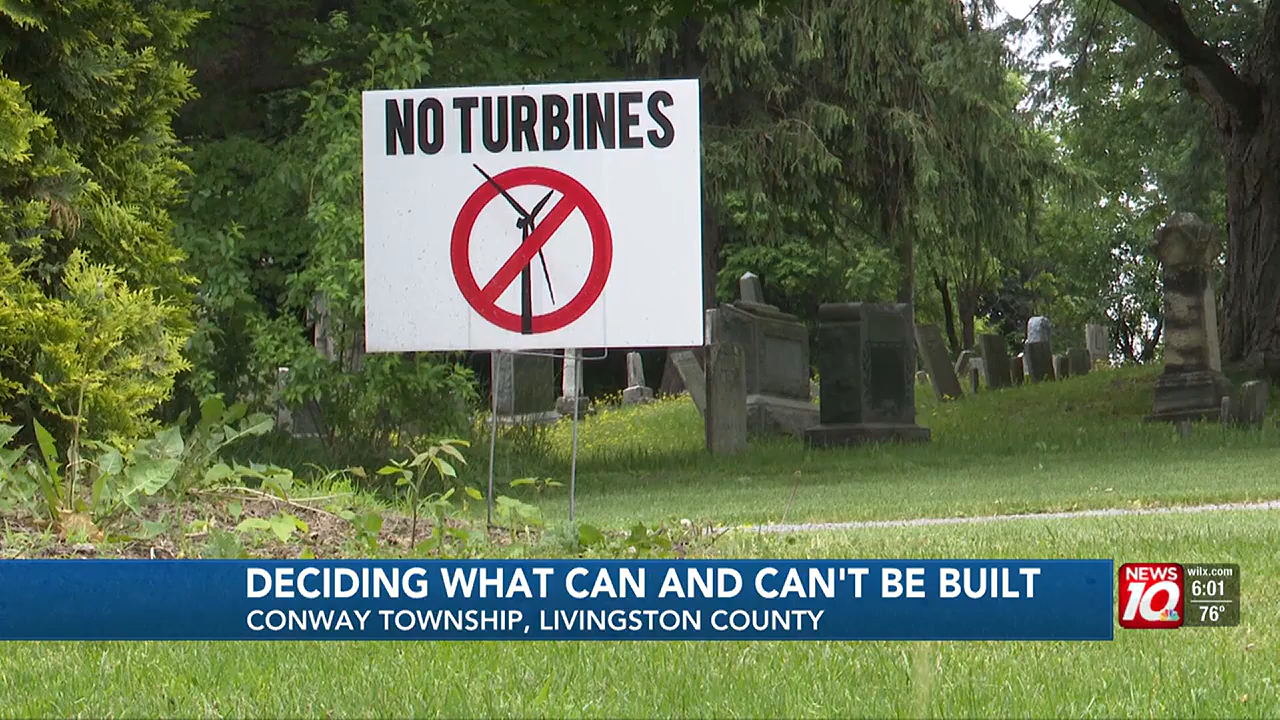 NO TURBINES
DECIDING WHAT CAN AND CAN'T BE BUILT
CONWAY TOWNSHIP, LIVINGSTON COUNTY
NEWS
10
wilx.com
6:01
76°